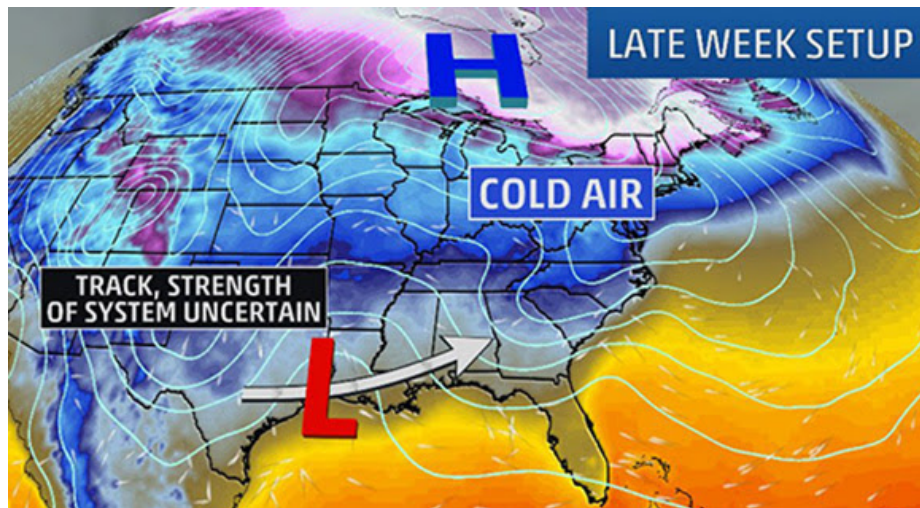 LATE WEEK SETUP
H
COLD AIR
TRACK, STRENGTH
OF SYSTEM UNCERTAIN
L